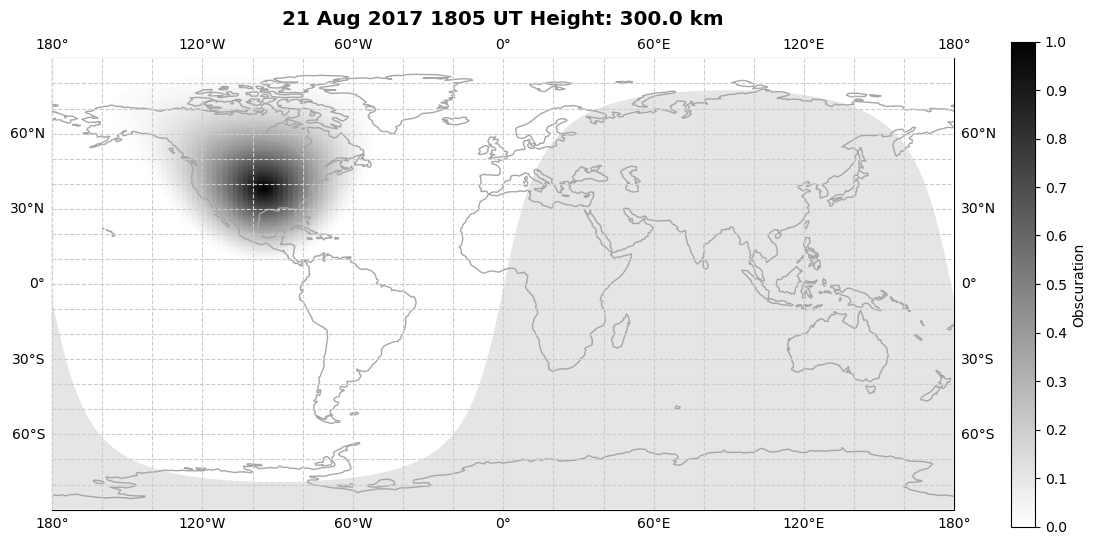 21 Aug 2017 1805 UT Height: 300.0 km
180° 120°W 60°W 0° 60°E 120°E 180°
60°N 60°N
30°N 30°N
0° 0°
30°S 30°S
60°S 60°S
180° 120°W 60°W 0° 60°E 120°E 180°
1.0
0.9
0.8
0.7
0.6
0.5
0.4
0.3
0.2
0.1
0.0
Obscuration